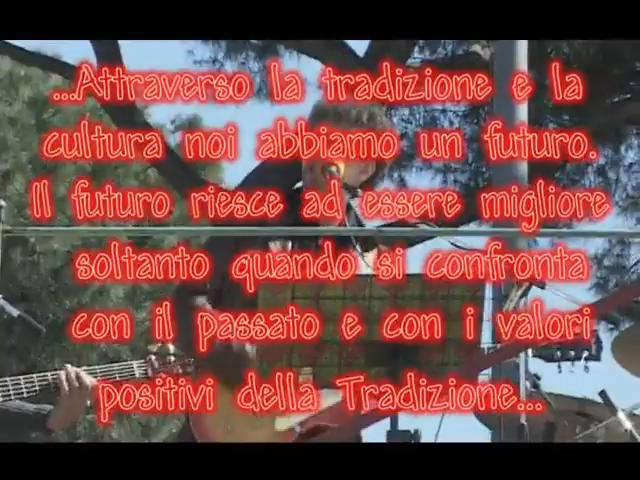 ...Attraverso la tradizione e la
cultura noi abbiamo un futuro.
Il futuro riesce ad essere migliore
soltanto quando si confronta
con il passato e con i valori
positivi della Tradizione...